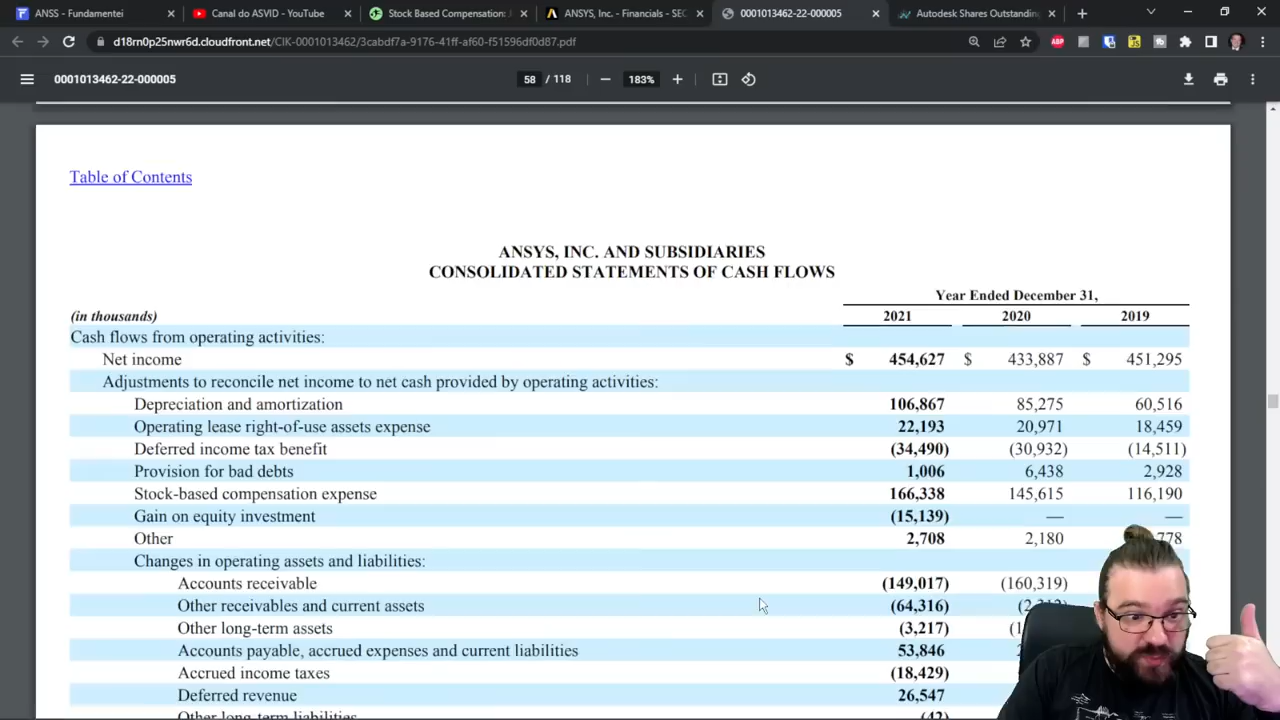 ANSS - Fundamentei
Canal do ASVID - YouTube
Stock Based Compensation:
ANSYS, Inc. - Financials - SEC
0001013462-22-000005
Autodesk Shares Outstanding
d18rn0p25nwr6d.cloudfront.net/CIK-0001013462/3cabdf7a-9176-41ff-af60-f51596df0d87.pdf
0001013462-22-000005
58 / 118
183%
Table of Contents
ANSYS, INC. AND SUBSIDIARIES
CONSOLIDATED STATEMENTS OF CASH FLOWS
Year Ended December 31,
(in thousands) 2021 2020 2019
Cash flows from operating activities:
Net income $ 454,627 $ 433,887 $ 451,295
Adjustments to reconcile net income to net cash provided by operating activities:
Depreciation and amortization 106,867 85,275 60,516
Operating lease right-of-use assets expense 22,193 20,971 18,459
Deferred income tax benefit (34,490) (30,932) (14,511)
Provision for bad debts 1,006 6,438 2,928
Stock-based compensation expense 166,338 145,615 116,190
Gain on equity investment (15,139) — —
Other 2,708 2,180 778
Changes in operating assets and liabilities:
Accounts receivable (149,017) (160,319)
Other receivables and current assets (64,316)
Other long-term assets (3,217)
Accounts payable, accrued expenses and current liabilities 53,846
Accrued income taxes (18,429)
Deferred revenue 26,547
Other long-term liabilities (42)